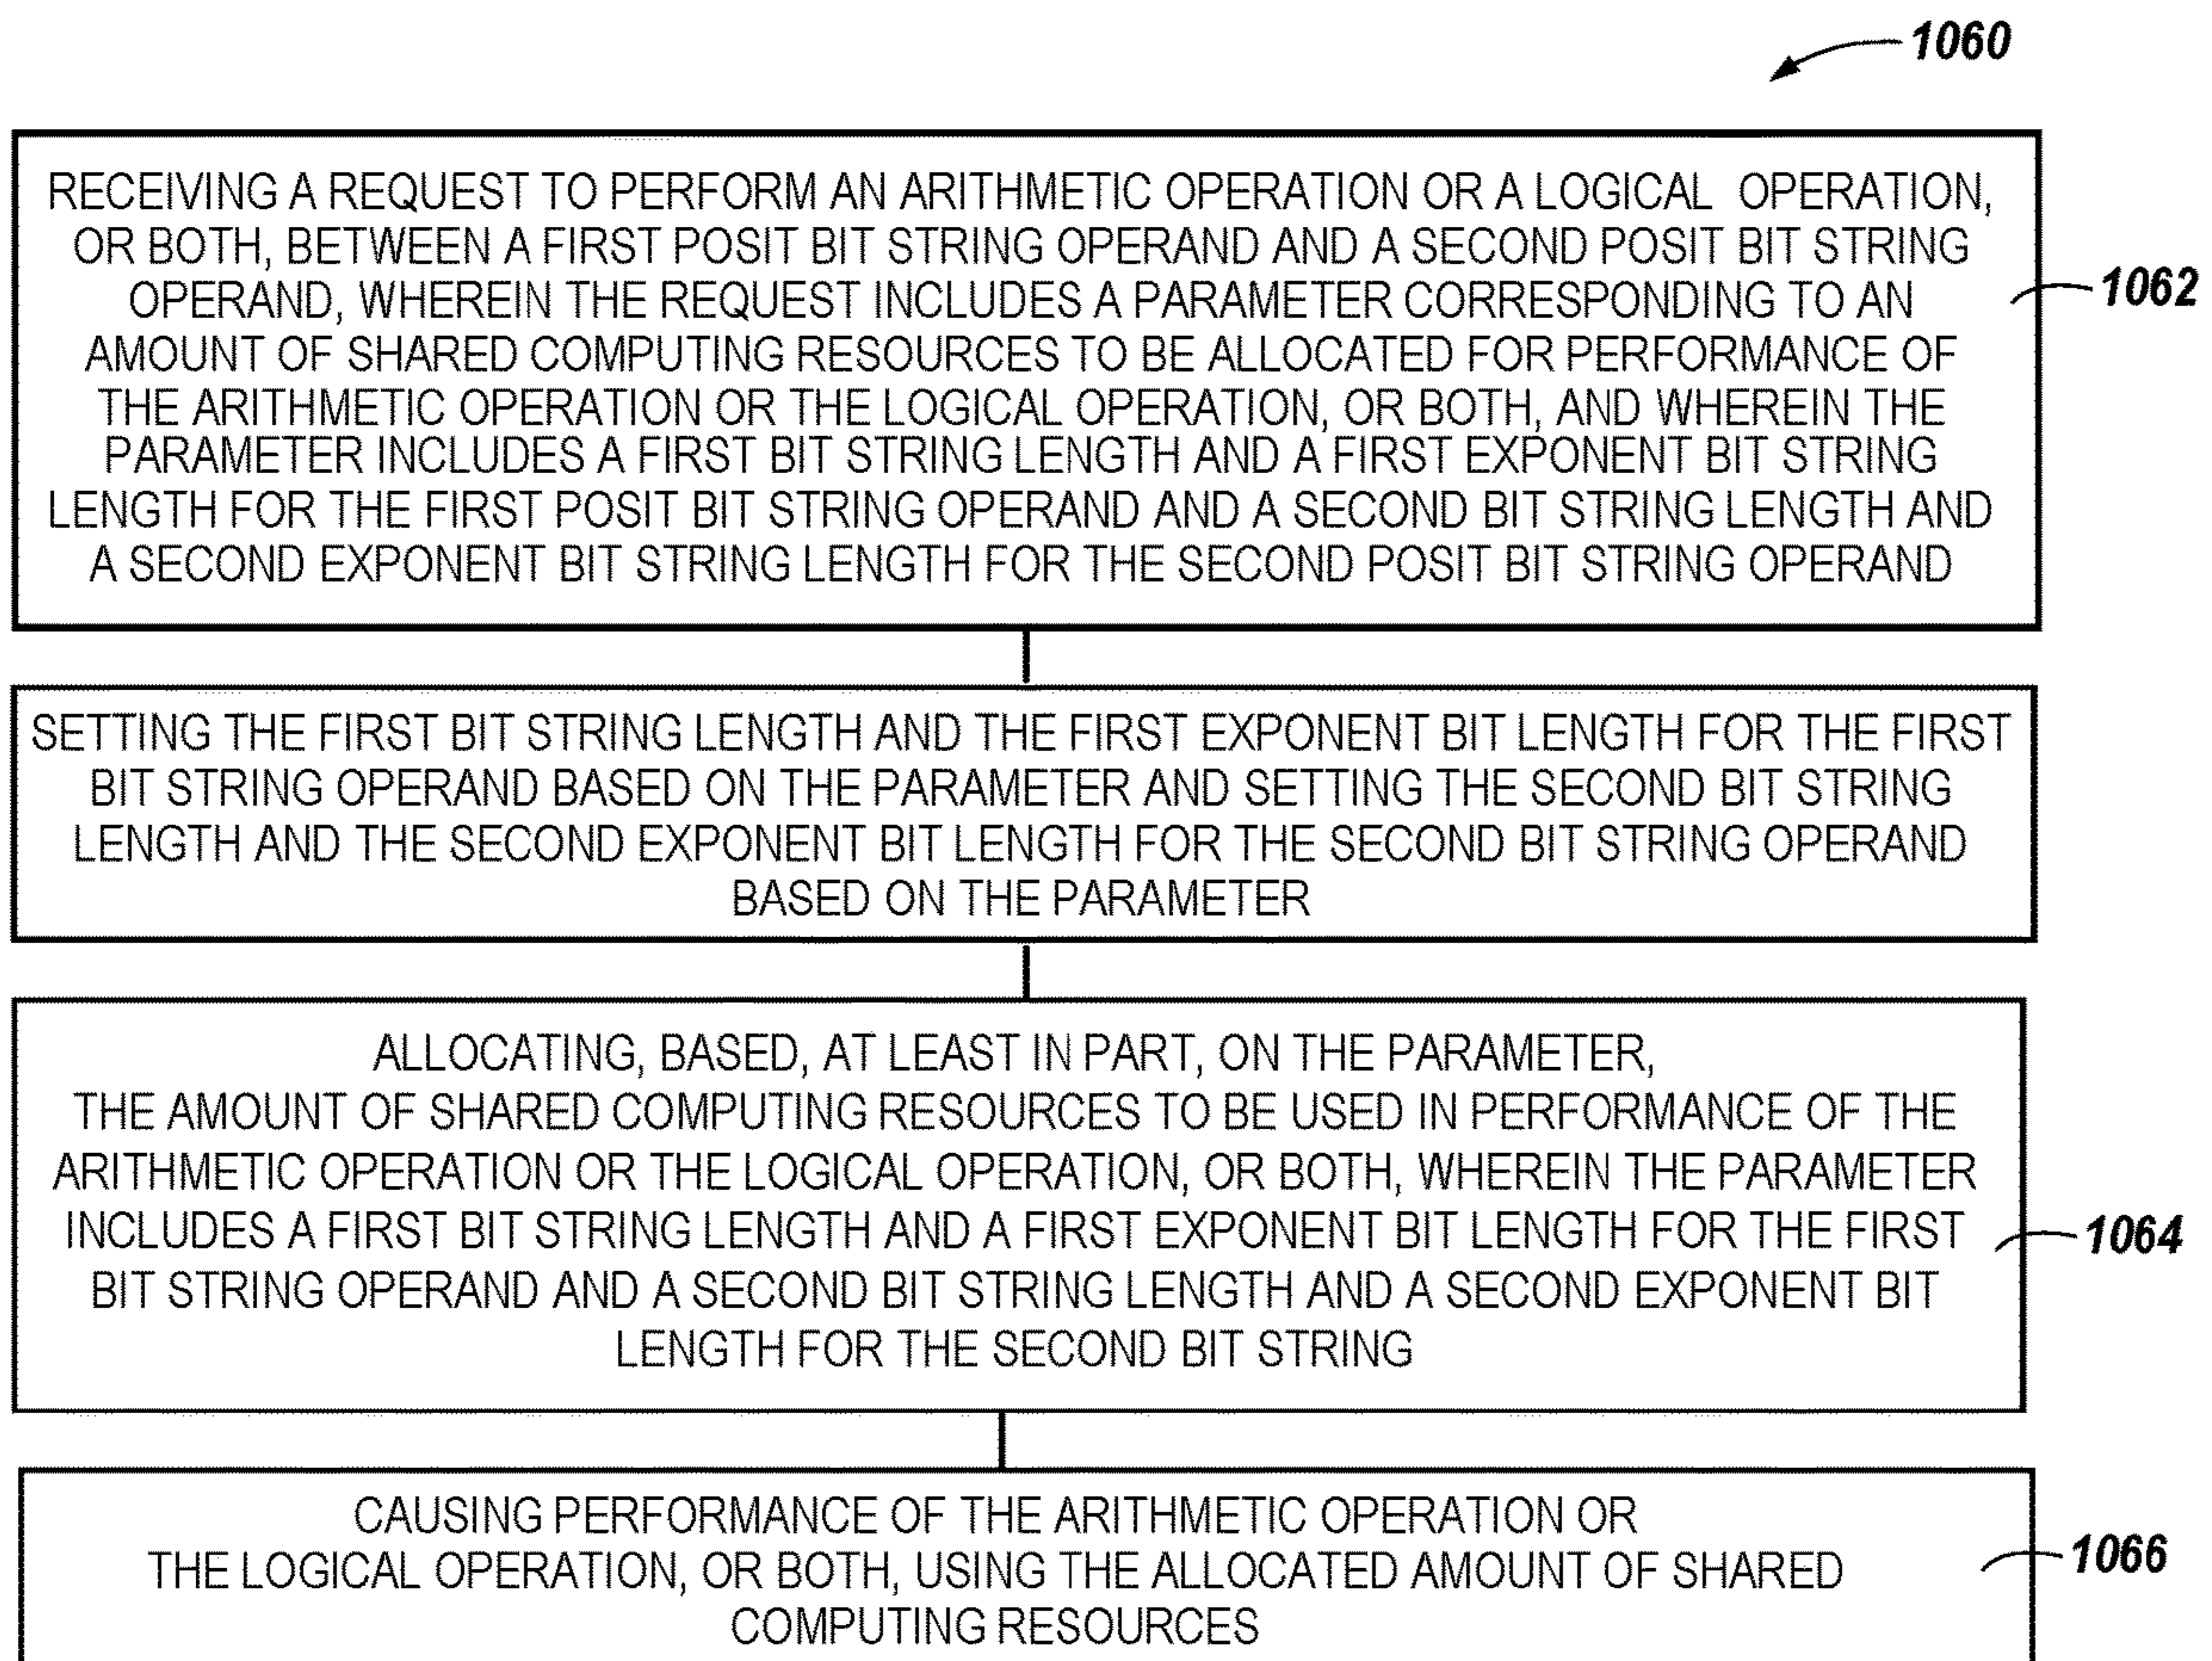 1060
RECEIVING A REQUEST TO PERFORM AN ARITHMETIC OPERATION OR A LOGICAL OPERATION,
OR BOTH, BETWEEN A FIRST POSIT BIT STRING OPERAND AND A SECOND POSIT BIT STRING
OPERAND, WHEREIN THE REQUEST INCLUDES A PARAMETER CORRESPONDING TO AN
1062
AMOUNT OF SHARED COMPUTING RESOURCES TO BE ALLOCATED FOR PERFORMANCE OF
THE ARITHMETIC OPERATION OR THE LOGICAL OPERATION, OR BOTH, AND WHEREIN THE
PARAMETER INCLUDES A FIRST BIT STRING LENGTH AND A FIRST EXPONENT BIT STRING
LENGTH FOR THE FIRST POSIT BIT STRING OPERAND AND A SECOND BIT STRING LENGTH AND
A SECOND EXPONENT BIT STRING LENGTH FOR THE SECOND POSIT BIT STRING OPERAND
SETTING THE FIRST BIT STRING LENGTH AND THE FIRST EXPONENT BIT LENGTH FOR THE FIRST
BIT STRING OPERAND BASED ON THE PARAMETER AND SETTING THE SECOND BIT STRING
LENGTH AND THE SECOND EXPONENT BIT LENGTH FOR THE SECOND BIT STRING OPERAND
BASED ON THE PARAMETER
ALLOCATING, BASED, AT LEAST IN PART, ON THE PARAMETER,
THE AMOUNT OF SHARED COMPUTING RESOURCES TO BE USED IN PERFORMANCE OF THE
ARITHMETIC OPERATION OR THE LOGICAL OPERATION, OR BOTH, WHEREIN THE PARAMETER
INCLUDES A FIRST BIT STRING LENGTH AND A FIRST EXPONENT BIT LENGTH FOR THE FIRST
1064
BIT STRING OPERAND AND A SECOND BIT STRING LENGTH AND A SECOND EXPONENT BIT
LENGTH FOR THE SECOND BIT STRING
CAUSING PERFORMANCE OF THE ARITHMETIC OPERATION OR
THE LOGICAL OPERATION, OR BOTH, USING THE ALLOCATED AMOUNT OF SHARED
1066
COMPUTING RESOURCES